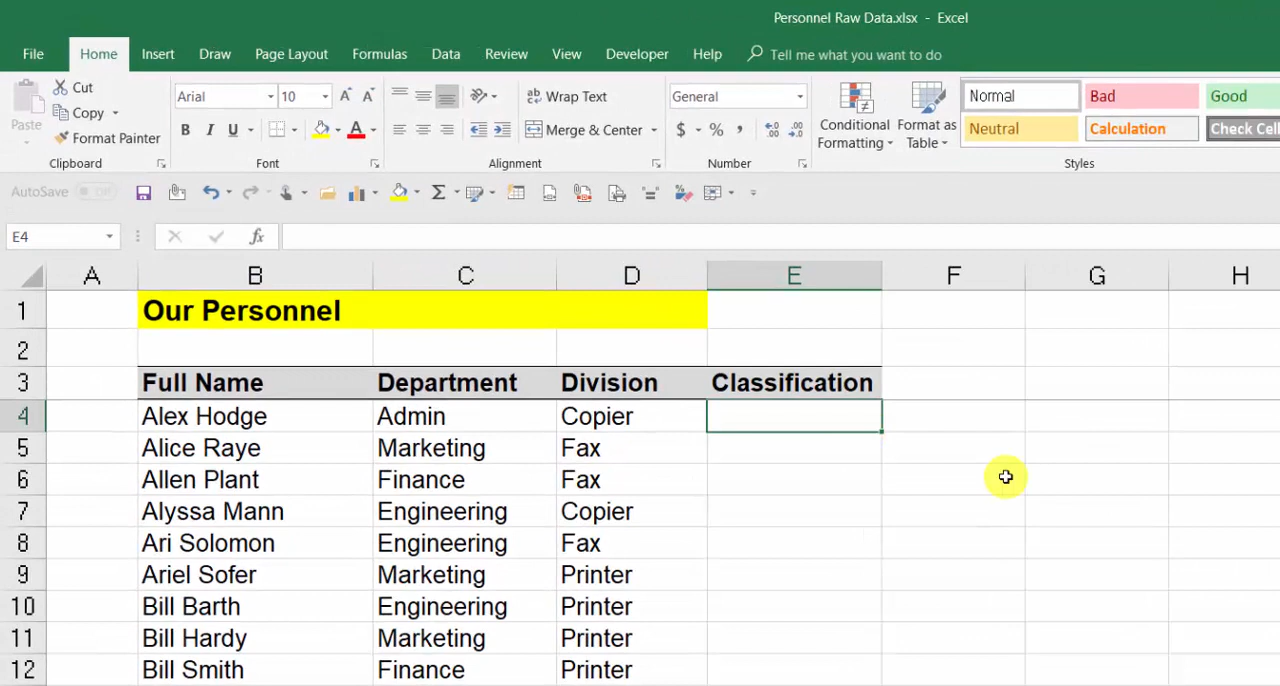 Personnel Raw Data.xlsx - Excel
File Home Insert Draw Page Layout Formulas Data Review View Developer Help Tell me what you want to do
Paste Cut Copy Format Painter
Clipboard
Arial 10 A A
B I U A
Font
Wrap Text
Merge & Center
Alignment
General
$ % ,
Number
Conditional Formatting
Format as Table
Normal Bad Good
Neutral Calculation Check Cell
Styles
AutoSave Off
E4 fx
A B C D E F G H
1 Our Personnel
2
3 Full Name Department Division Classification
4 Alex Hodge Admin Copier
5 Alice Raye Marketing Fax
6 Allen Plant Finance Fax
7 Alyssa Mann Engineering Copier
8 Ari Solomon Engineering Fax
9 Ariel Sofer Marketing Printer
10 Bill Barth Engineering Printer
11 Bill Hardy Marketing Printer
12 Bill Smith Finance Printer